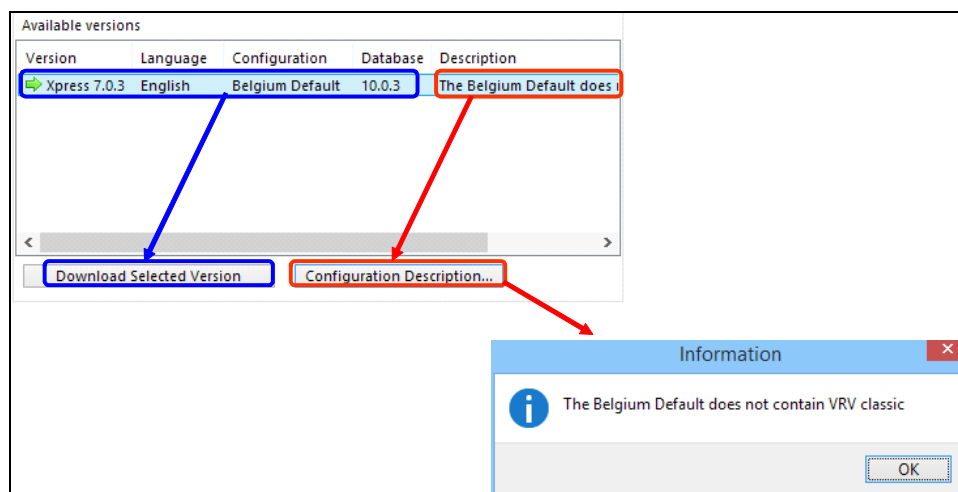 Available versions
Version Language Configuration Database Description
Xpress 7.0.3 English Belgium Default 10.0.3 The Belgium Default does
Download Selected Version Configuration Description...
Information
The Belgium Default does not contain VRV classic
OK